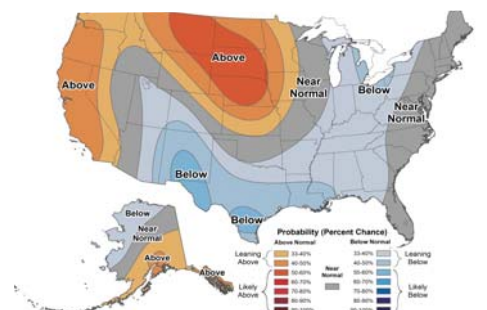 Above
Above
Near
Normal
Below
Near
Normal
Below
Below
Below
Near
Normal
Above
Above
Probability (Percent Chance)
Above Normal
Below Normal
Leaning
Above
33-40%
40-50%
50-60%
Likely
Above
60-70%
70-80%
80-90%
Near
Normal
33-40%
40-50%
50-60%
Leaning
Below
60-70%
70-80%
80-90%
Likely
Below